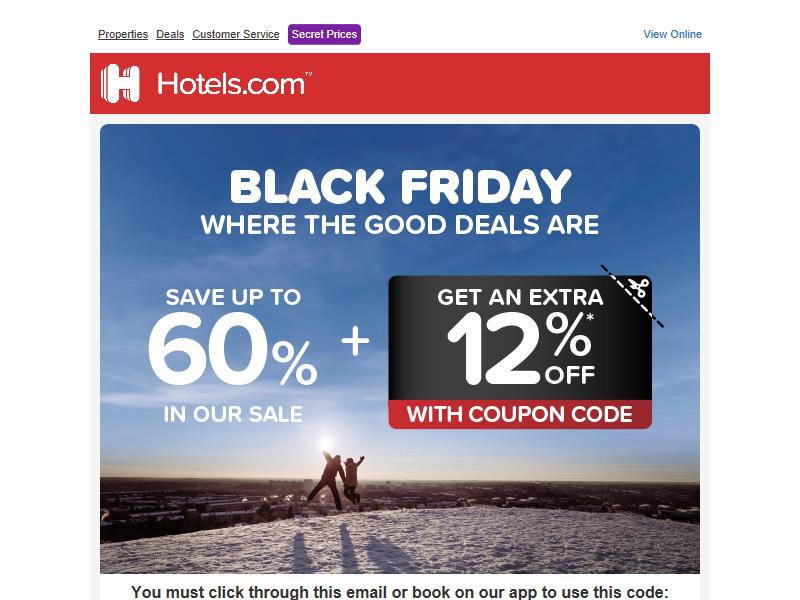 Properties Deals Customer Service Secret Prices View Online
Hotels.com™
BLACK FRIDAY
WHERE THE GOOD DEALS ARE
SAVE UP TO
60%
IN OUR SALE
+
GET AN EXTRA
12%*
OFF
WITH COUPON CODE
You must click through this email or book on our app to use this code: